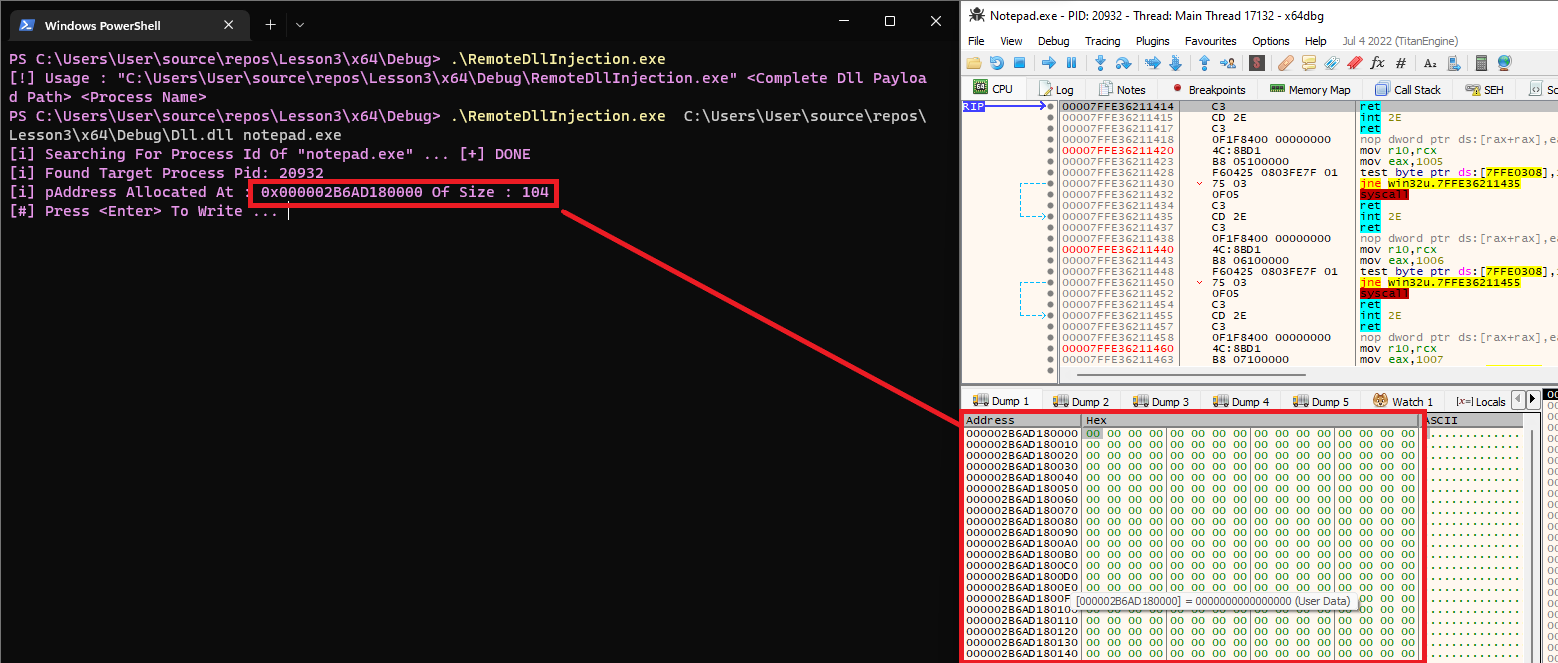 Windows PowerShell
PS C:\Users\User\source\repos\Lesson3\x64\Debug> .\RemoteDllInjection.exe
[!] Usage : "C:\Users\User\source\repos\Lesson3\x64\Debug\RemoteDllInjection.exe" <Complete Dll Payloa
d Path> <Process Name>
PS C:\Users\User\source\repos\Lesson3\x64\Debug> .\RemoteDllInjection.exe  C:\Users\User\source\repos\
Lesson3\x64\Debug\Dll.dll notepad.exe
[i] Searching For Process Id Of "notepad.exe" ... [+] DONE
[i] Found Target Process Pid: 20932
[i] pAddress Allocated At : 0x000002B6AD180000 Of Size : 104
[#] Press <Enter> To Write ...
Notepad.exe - PID: 20932 - Thread: Main Thread 17132 - x64dbg
File View Debug Tracing Plugins Favourites Options Help Jul 4 2022 (TitanEngine)
CPU Log Notes Breakpoints Memory Map Call Stack SEH Sc
RIP 00007FFE36211414 C3 ret
00007FFE36211415 CD 2E int 2E
00007FFE36211417 C3 ret
00007FFE36211418 0F1F8400 00000000 nop dword ptr ds:[rax+rax],ea
00007FFE36211420 4C:8BD1 mov r10,rcx
00007FFE36211423 B8 05100000 mov eax,1005
00007FFE36211428 F60425 0803FE7F 01 test byte ptr ds:[7FFE0308],
00007FFE36211430 75 03 jne win32u.7FFE36211435
00007FFE36211432 0F05 syscall
00007FFE36211434 C3 ret
00007FFE36211435 CD 2E int 2E
00007FFE36211437 C3 ret
00007FFE36211438 0F1F8400 00000000 nop dword ptr ds:[rax+rax],ea
00007FFE36211440 4C:8BD1 mov r10,rcx
00007FFE36211443 B8 06100000 mov eax,1006
00007FFE36211448 F60425 0803FE7F 01 test byte ptr ds:[7FFE0308],
00007FFE36211450 75 03 jne win32u.7FFE36211455
00007FFE36211452 0F05 syscall
00007FFE36211454 C3 ret
00007FFE36211455 CD 2E int 2E
00007FFE36211457 C3 ret
00007FFE36211458 0F1F8400 00000000 nop dword ptr ds:[rax+rax],ea
00007FFE36211460 4C:8BD1 mov r10,rcx
00007FFE36211463 B8 07100000 mov eax,1007
Dump 1 Dump 2 Dump 3 Dump 4 Dump 5 Watch 1 [x=] Locals
Address Hex ASCII
000002B6AD180000 00 00 00 00 00 00 00 00 00 00 00 00 00 00 00 00 ................
000002B6AD180010 00 00 00 00 00 00 00 00 00 00 00 00 00 00 00 00 ................
000002B6AD180020 00 00 00 00 00 00 00 00 00 00 00 00 00 00 00 00 ................
000002B6AD180030 00 00 00 00 00 00 00 00 00 00 00 00 00 00 00 00 ................
000002B6AD180040 00 00 00 00 00 00 00 00 00 00 00 00 00 00 00 00 ................
000002B6AD180050 00 00 00 00 00 00 00 00 00 00 00 00 00 00 00 00 ................
000002B6AD180060 00 00 00 00 00 00 00 00 00 00 00 00 00 00 00 00 ................
000002B6AD180070 00 00 00 00 00 00 00 00 00 00 00 00 00 00 00 00 ................
000002B6AD180080 00 00 00 00 00 00 00 00 00 00 00 00 00 00 00 00 ................
000002B6AD180090 00 00 00 00 00 00 00 00 00 00 00 00 00 00 00 00 ................
000002B6AD1800A0 00 00 00 00 00 00 00 00 00 00 00 00 00 00 00 00 ................
000002B6AD1800B0 00 00 00 00 00 00 00 00 00 00 00 00 00 00 00 00 ................
000002B6AD1800C0 00 00 00 00 00 00 00 00 00 00 00 00 00 00 00 00 ................
000002B6AD1800D0 00 00 00 00 00 00 00 00 00 00 00 00 00 00 00 00 ................
000002B6AD1800E0 00 00 00 00 00 00 00 00 00 00 00 00 00 00 00 00 ................
000002B6AD1800F [000002B6AD180000] = 0000000000000000 (User Data) 00 00 00 ................
000002B6AD180100 00 00 00 00 00 00 00 00 00 00 00 00 00 00 00 00 ................
000002B6AD180110 00 00 00 00 00 00 00 00 00 00 00 00 00 00 00 00 ................
000002B6AD180120 00 00 00 00 00 00 00 00 00 00 00 00 00 00 00 00 ................
000002B6AD180130 00 00 00 00 00 00 00 00 00 00 00 00 00 00 00 00 ................
000002B6AD180140 00 00 00 00 00 00 00 00 00 00 00 00 00 00 00 00 ................